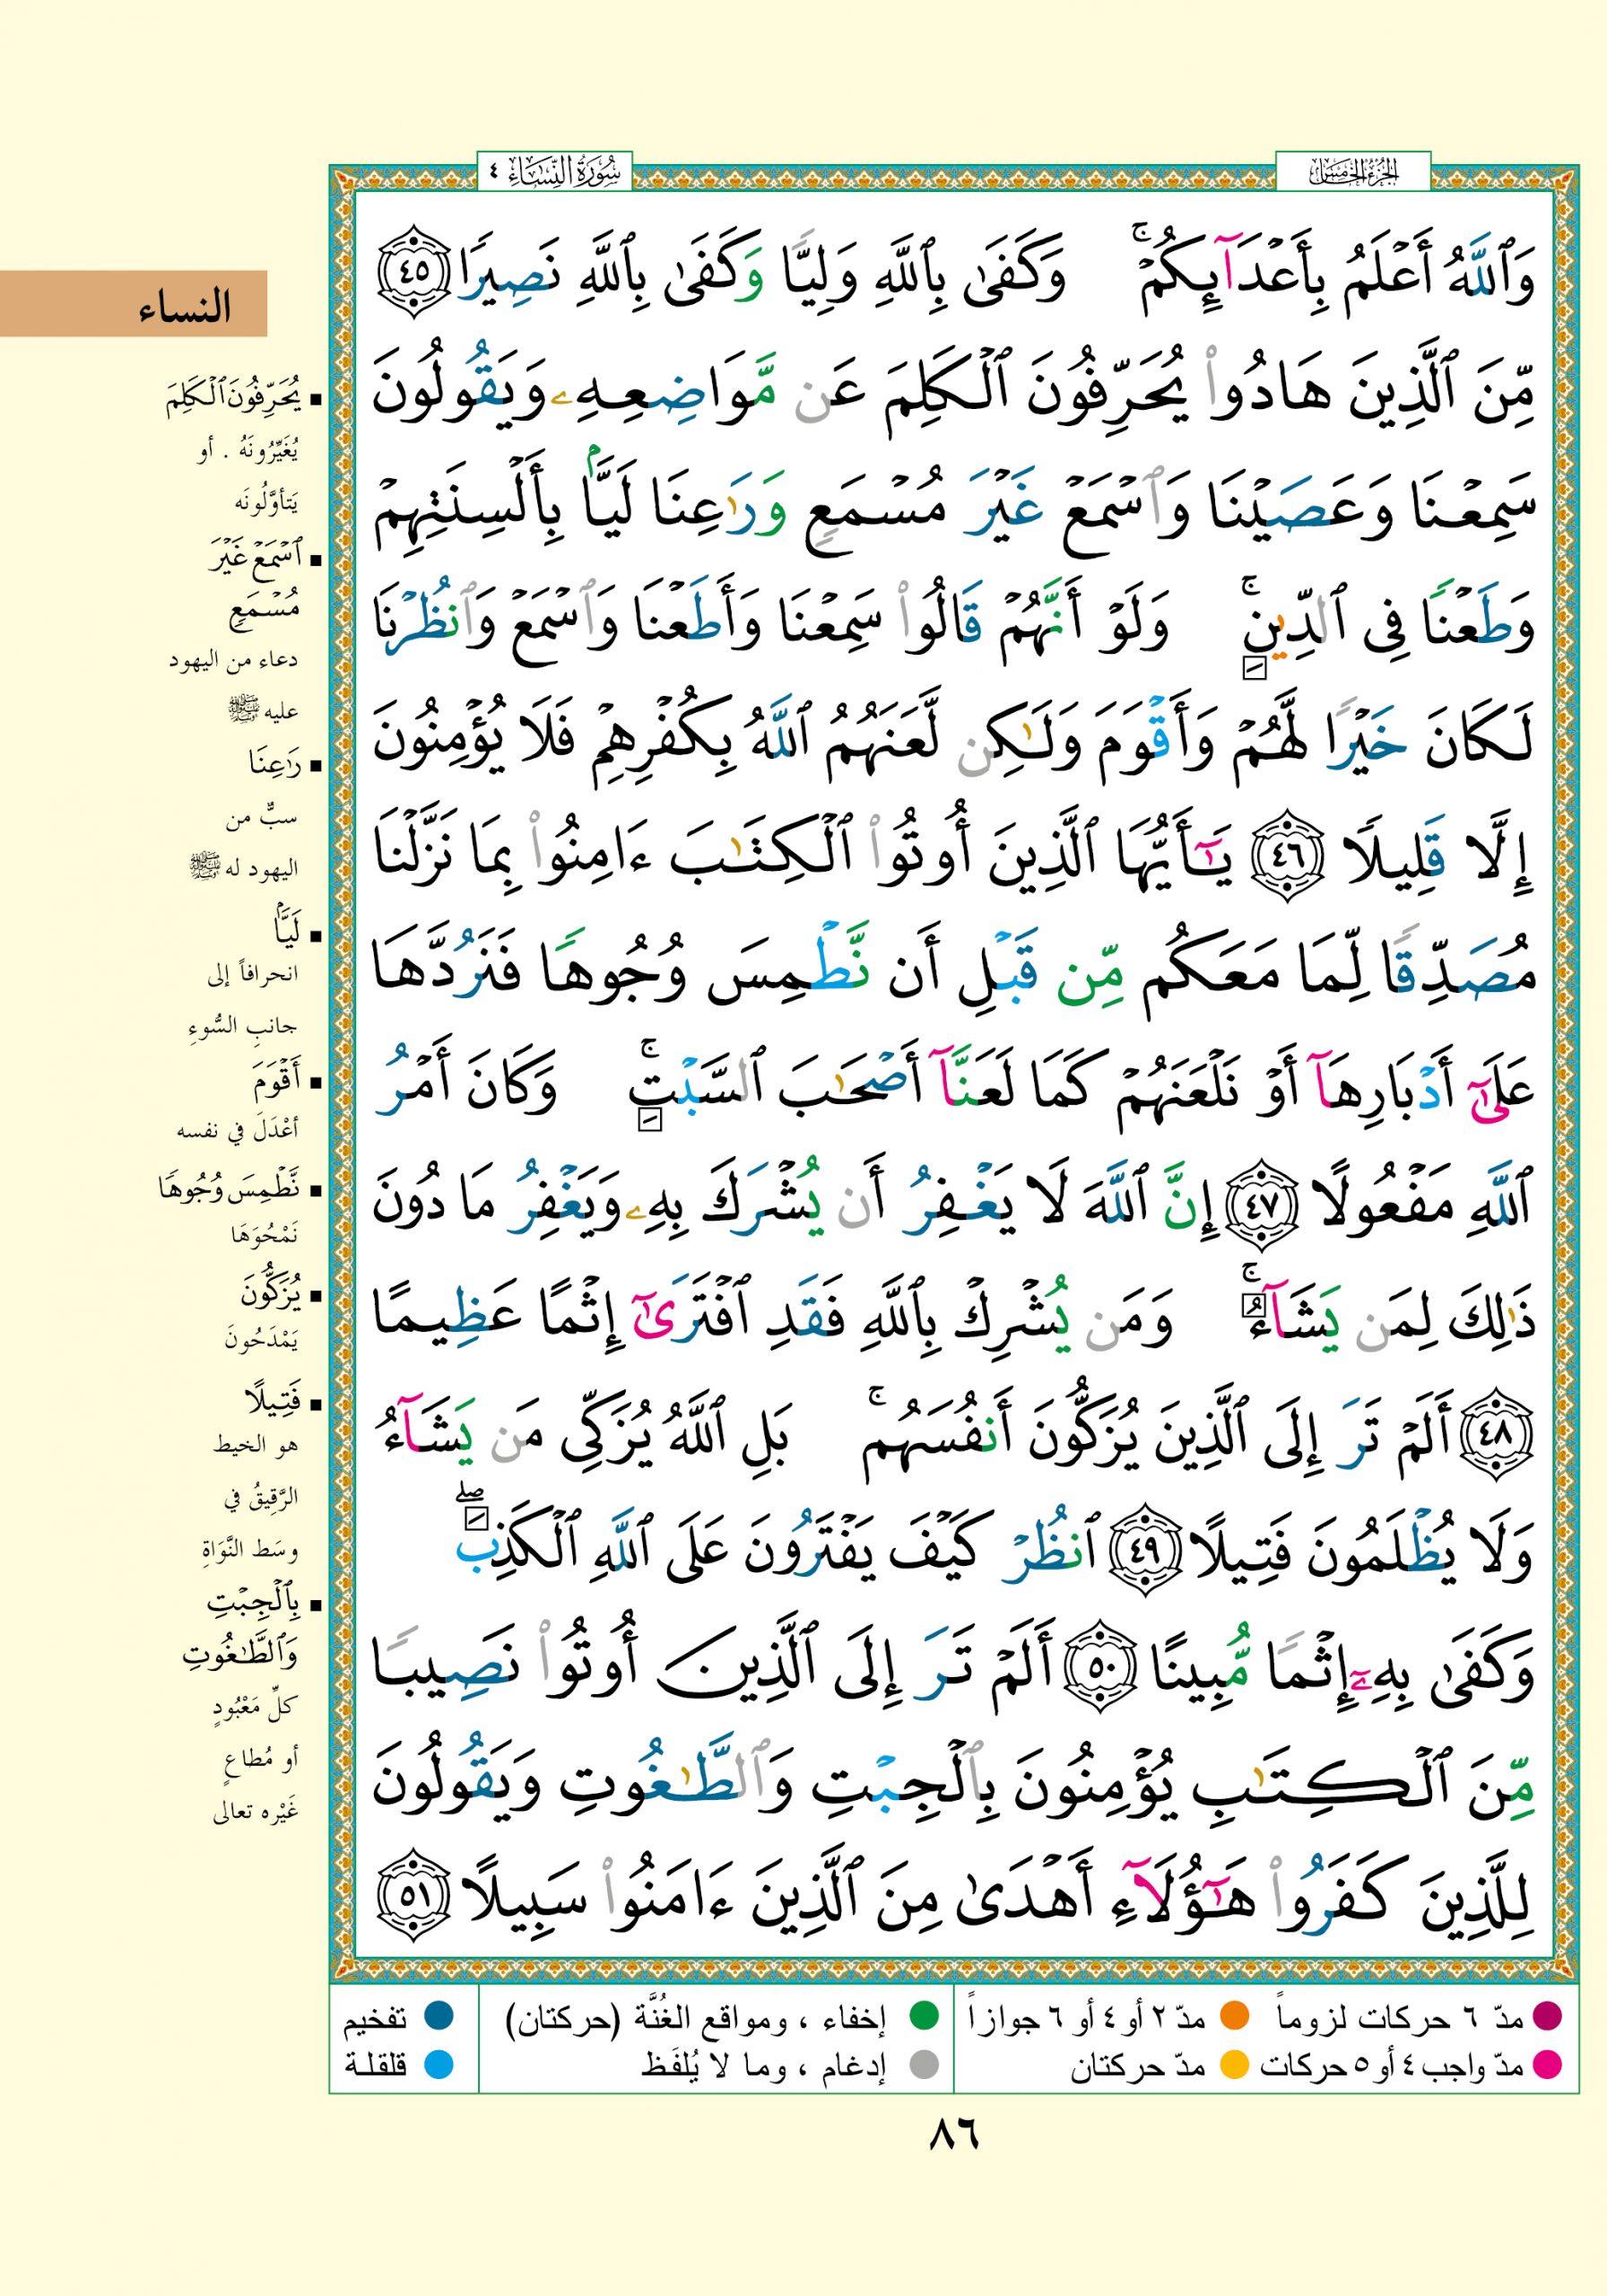 الجزء الخامس
سورة النساء ٤
وَٱللَّهُ أَعۡلَمُ بِأَعۡدَآئِكُمۡۚ وَكَفَىٰ بِٱللَّهِ وَلِيّٗا وَكَفَىٰ بِٱللَّهِ نَصِيرٗا ٤٥
مِّنَ ٱلَّذِينَ هَادُواْ يُحَرِّفُونَ ٱلۡكَلِمَ عَن مَّوَاضِعِهِۦ وَيَقُولُونَ
سَمِعۡنَا وَعَصَيۡنَا وَٱسۡمَعۡ غَيۡرَ مُسۡمَعٖ وَرَٰعِنَا لَيَّۢا بِأَلۡسِنَتِهِمۡ
وَطَعۡنٗا فِي ٱلدِّينِۚ وَلَوۡ أَنَّهُمۡ قَالُواْ سَمِعۡنَا وَأَطَعۡنَا وَٱسۡمَعۡ وَٱنظُرۡنَا
لَكَانَ خَيۡرٗا لَّهُمۡ وَأَقۡوَمَ وَلَٰكِن لَّعَنَهُمُ ٱللَّهُ بِكُفۡرِهِمۡ فَلَا يُؤۡمِنُونَ
إِلَّا قَلِيلٗا ٤٦ يَٰٓأَيُّهَا ٱلَّذِينَ أُوتُواْ ٱلۡكِتَٰبَ ءَامِنُواْ بِمَا نَزَّلۡنَا
مُصَدِّقٗا لِّمَا مَعَكُم مِّن قَبۡلِ أَن نَّطۡمِسَ وُجُوهٗا فَنَرُدَّهَا
عَلَىٰٓ أَدۡبَارِهَآ أَوۡ نَلۡعَنَهُمۡ كَمَا لَعَنَّآ أَصۡحَٰبَ ٱلسَّبۡتِۚ وَكَانَ أَمۡرُ
ٱللَّهِ مَفۡعُولًا ٤٧ إِنَّ ٱللَّهَ لَا يَغۡفِرُ أَن يُشۡرَكَ بِهِۦ وَيَغۡفِرُ مَا دُونَ
ذَٰلِكَ لِمَن يَشَآءُۚ وَمَن يُشۡرِكۡ بِٱللَّهِ فَقَدِ ٱفۡتَرَىٰٓ إِثۡمًا عَظِيمًا
٤٨ أَلَمۡ تَرَ إِلَى ٱلَّذِينَ يُزَكُّونَ أَنفُسَهُمۚ بَلِ ٱللَّهُ يُزَكِّي مَن يَشَآءُ
وَلَا يُظۡلَمُونَ فَتِيلًا ٤٩ ٱنظُرۡ كَيۡفَ يَفۡتَرُونَ عَلَى ٱللَّهِ ٱلۡكَذِبَۖ
وَكَفَىٰ بِهِۦٓ إِثۡمٗا مُّبِينًا ٥٠ أَلَمۡ تَرَ إِلَى ٱلَّذِينَ أُوتُواْ نَصِيبٗا
مِّنَ ٱلۡكِتَٰبِ يُؤۡمِنُونَ بِٱلۡجِبۡتِ وَٱلطَّٰغُوتِ وَيَقُولُونَ
لِلَّذِينَ كَفَرُواْ هَٰٓؤُلَآءِ أَهۡدَىٰ مِنَ ٱلَّذِينَ ءَامَنُواْ سَبِيلًا ٥١
النساء
▪ يُحَرِّفُونَ ٱلۡكَلِمَ
يُغَيِّرُونَهُ . أو
يَتأوَّلُونَه
▪ ٱسۡمَعۡ غَيۡرَ
مُسۡمَعٖ
دعاء من اليهود
عليه ﷺ
▪ رَٰعِنَا
سبٌّ من
اليهود له ﷺ
▪ لَيَّۢا
انحرافاً إلى
جانبِ السُّوءِ
▪ أَقۡوَمَ
أعْدَلَ في نفسه
▪ نَّطۡمِسَ وُجُوهٗا
نَمْحُوَهَا
▪ يُزَكُّونَ
يَمْدَحُونَ
▪ فَتِيلًا
هو الخيط
الرَّقِيقُ في
وسَط النَّوَاةِ
▪ بِٱلۡجِبۡتِ
وَٱلطَّٰغُوتِ
كلِّ مَعْبُودٍ
أو مُطاعٍ
غَيْره تعالى
مدّ ٦ حركات لزوماً مدّ ٢ أو ٤ أو ٦ جوازاً إخفاء ، ومواقع الغُنَّة (حركتان) تفخيم
مدّ واجب ٤ أو ٥ حركات مدّ حركتان إدغام ، وما لا يُلفَظ قلقلة
٨٦